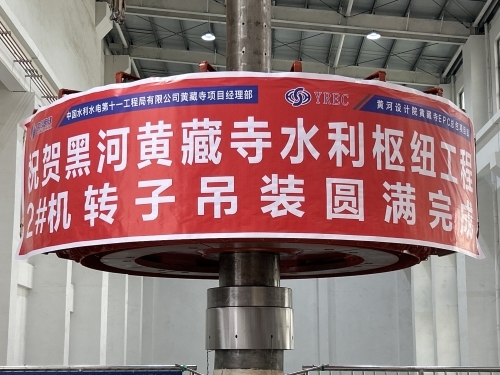 中国水利水电第十一工程局有限公司黄藏寺项目经理部
YREC
黄河设计院黄藏寺EPC总承包项目部
祝贺黑河黄藏寺水利枢纽工程
2#机转子吊装圆满完成